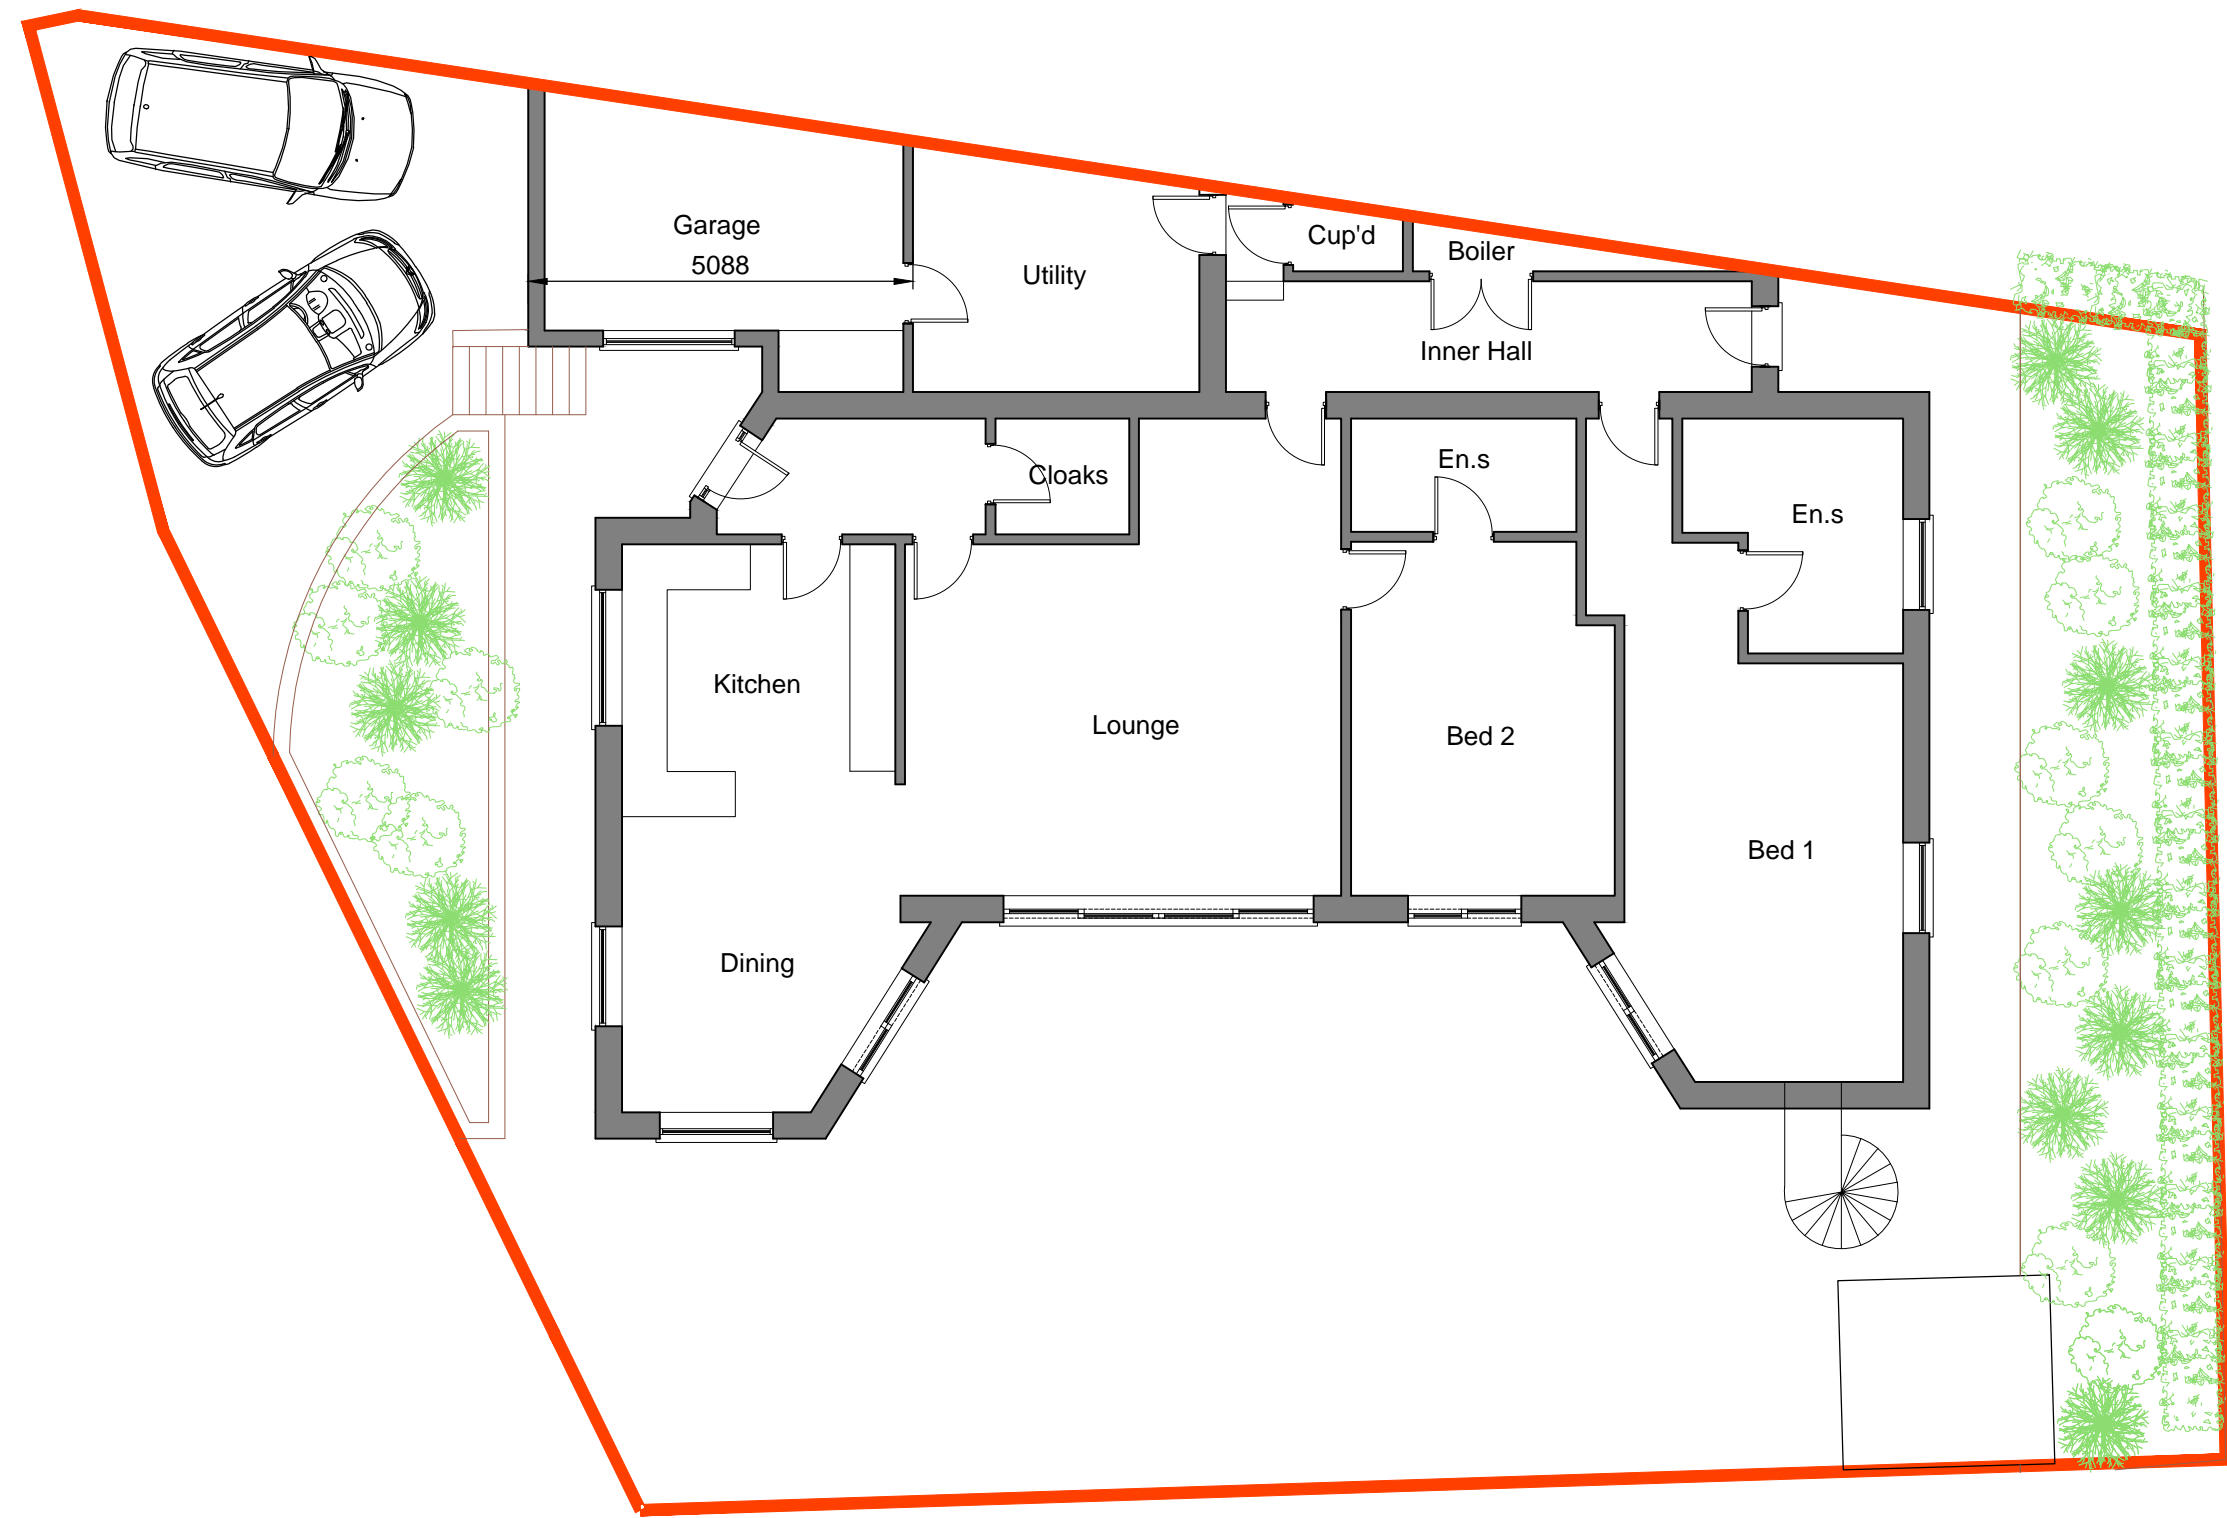 Garage
5088
Utility
Cup'd
Boiler
Inner Hall
Cloaks
En.s
En.s
Kitchen
Lounge
Bed 2
Bed 1
Dining